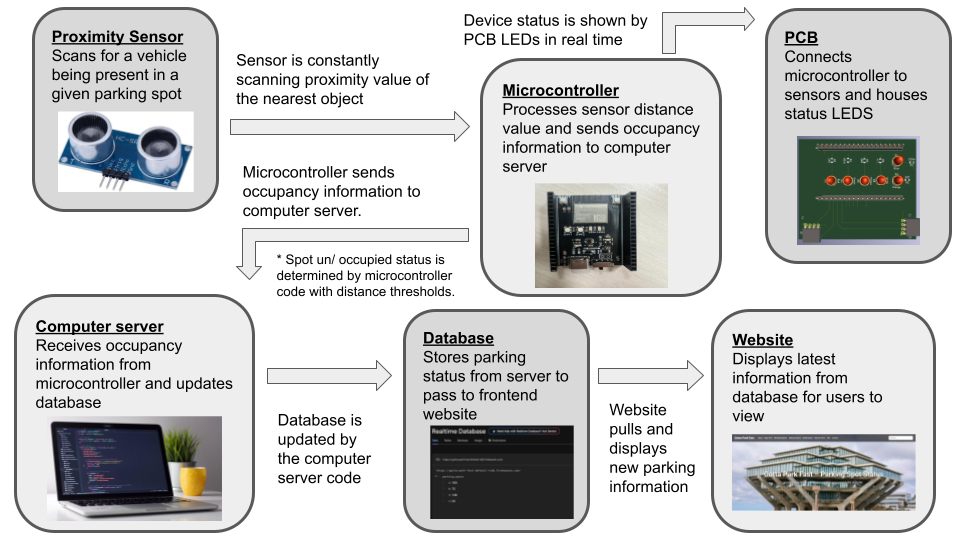 Proximity Sensor
Scans for a vehicle
being present in a
given parking spot
Sensor is constantly
scanning proximity value of
the nearest object
Device status is shown by
PCB LEDs in real time
Microcontroller
Processes sensor distance
value and sends occupancy
information to computer
server
PCB
Connects
microcontroller to
sensors and houses
status LEDS
Microcontroller sends
occupancy information to
computer server.
* Spot un/ occupied status is
determined by microcontroller
code with distance thresholds.
Computer server
Receives occupancy
information from
microcontroller and updates
database
Database is
updated by
the computer
server code
Database
Stores parking
status from server to
pass to frontend
website
Realtime Database
Website
pulls and
displays
new parking
information
Website
Displays latest
information from
database for users to
view